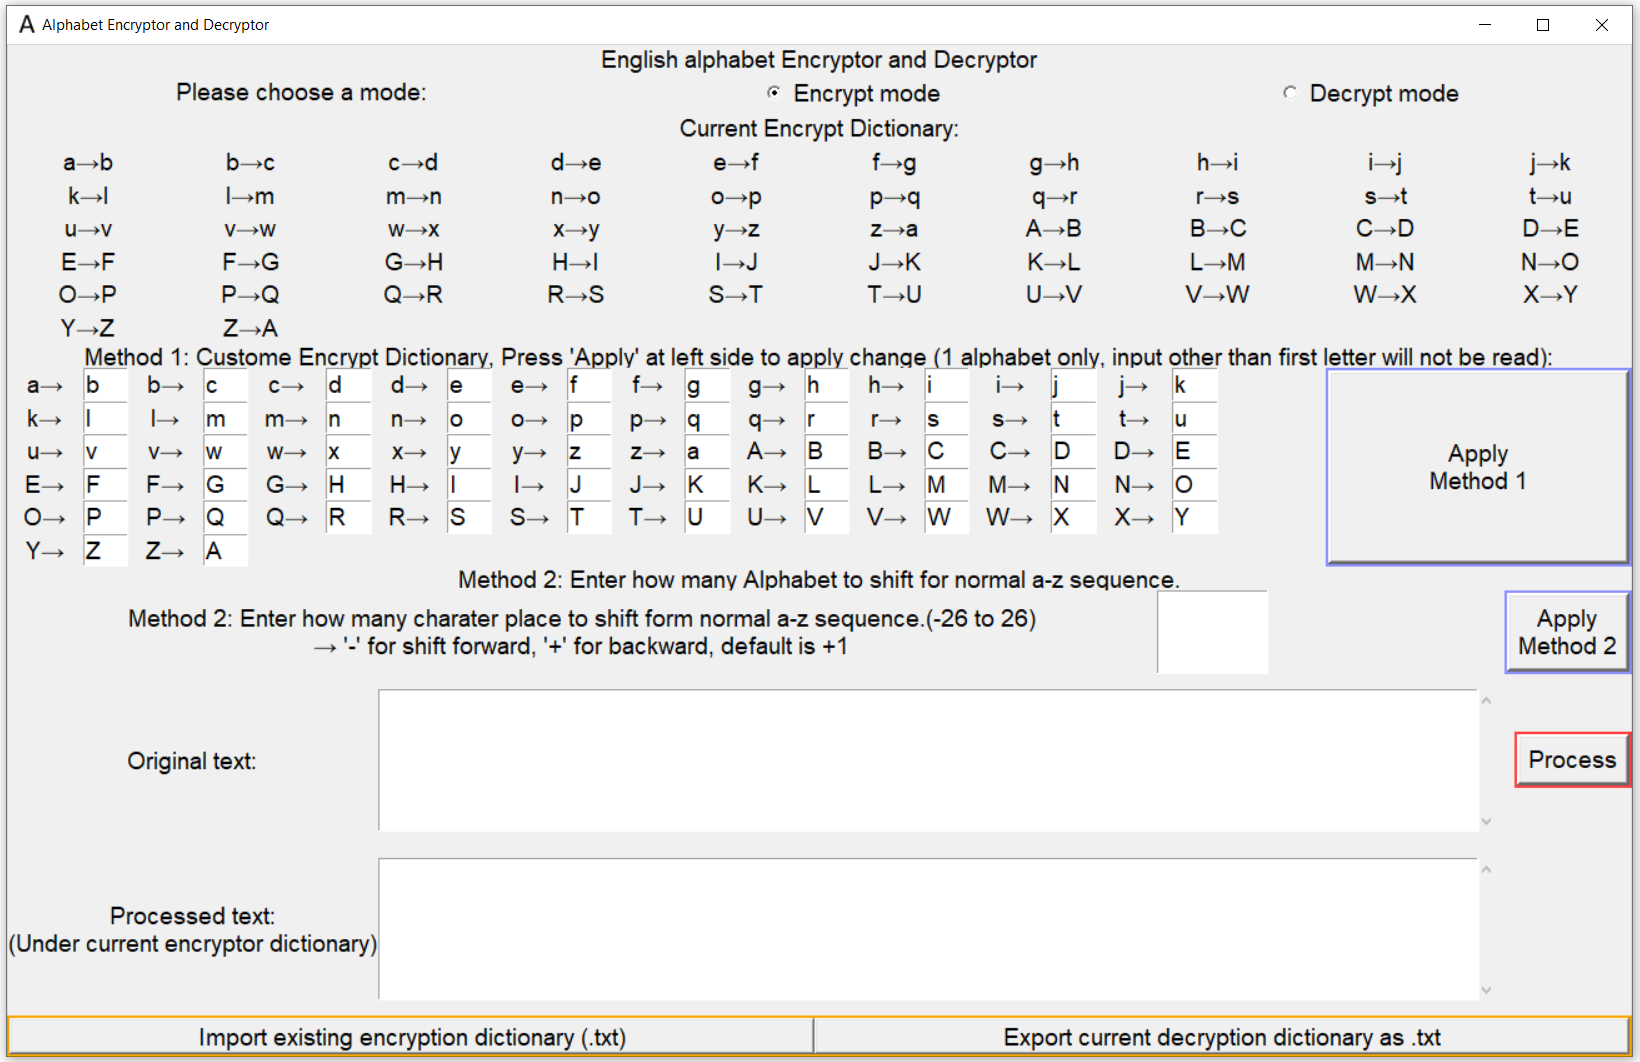 A Alphabet Encryptor and Decryptor
English alphabet Encryptor and Decryptor
Please choose a mode: Encrypt mode Decrypt mode
Current Encrypt Dictionary:
a→b b→c c→d d→e e→f f→g g→h h→i i→j j→k
k→l l→m m→n n→o o→p p→q q→r r→s s→t t→u
u→v v→w w→x x→y y→z z→a A→B B→C C→D D→E
E→F F→G G→H H→I I→J J→K K→L L→M M→N N→O
O→P P→Q Q→R R→S S→T T→U U→V V→W W→X X→Y
Y→Z Z→A
Method 1: Custome Encrypt Dictionary, Press 'Apply' at left side to apply change (1 alphabet only, input other than first letter will not be read):
a→ b b→ c c→ d d→ e e→ f f→ g g→ h h→ i i→ j j→ k
k→ l l→ m m→ n n→ o o→ p p→ q q→ r r→ s s→ t t→ u
u→ v v→ w w→ x x→ y y→ z z→ a A→ B B→ C C→ D D→ E
E→ F F→ G G→ H H→ I I→ J J→ K K→ L L→ M M→ N N→ O
O→ P P→ Q Q→ R R→ S S→ T T→ U U→ V V→ W W→ X X→ Y
Y→ Z Z→ A
Apply
Method 1
Method 2: Enter how many Alphabet to shift for normal a-z sequence.
Method 2: Enter how many charater place to shift form normal a-z sequence.(-26 to 26)
→ '-' for shift forward, '+' for backward, default is +1
Apply
Method 2
Original text:
Process
Processed text:
(Under current encryptor dictionary)
Import existing encryption dictionary (.txt) Export current decryption dictionary as .txt